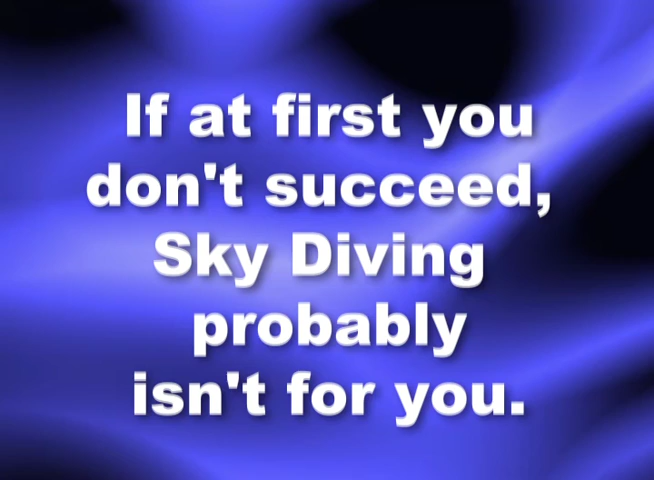 If at first you
don't succeed,
Sky Diving
probably
isn't for you.